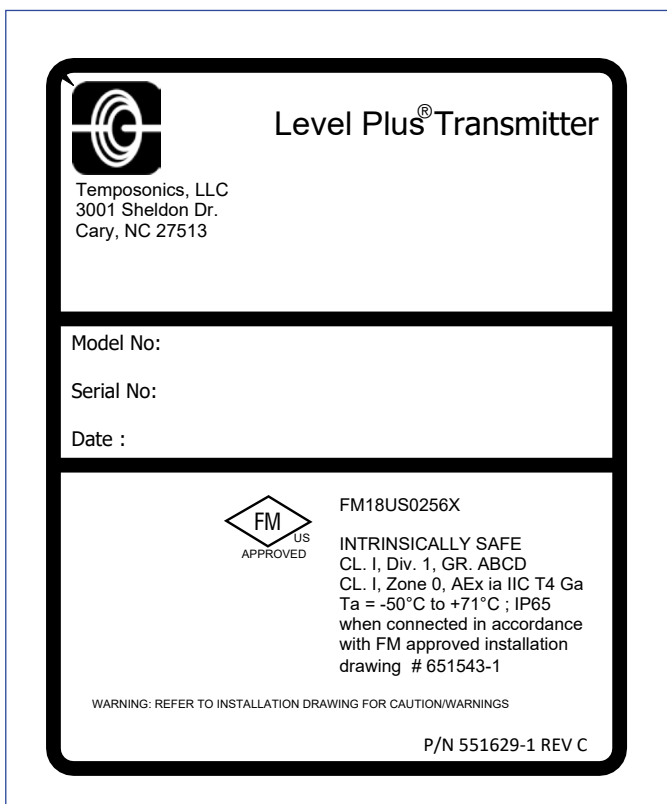 Level Plus® Transmitter
Temposonics, LLC
3001 Sheldon Dr.
Cary, NC 27513
Model No:
Serial No:
Date :
FM
US
APPROVED
FM18US0256X
INTRINSICALLY SAFE
CL. I, Div. 1, GR. ABCD
CL. I, Zone 0, AEx ia IIC T4 Ga
Ta = -50°C to +71°C ; IP65
when connected in accordance
with FM approved installation
drawing # 651543-1
WARNING: REFER TO INSTALLATION DRAWING FOR CAUTION/WARNINGS
P/N 551629-1 REV C